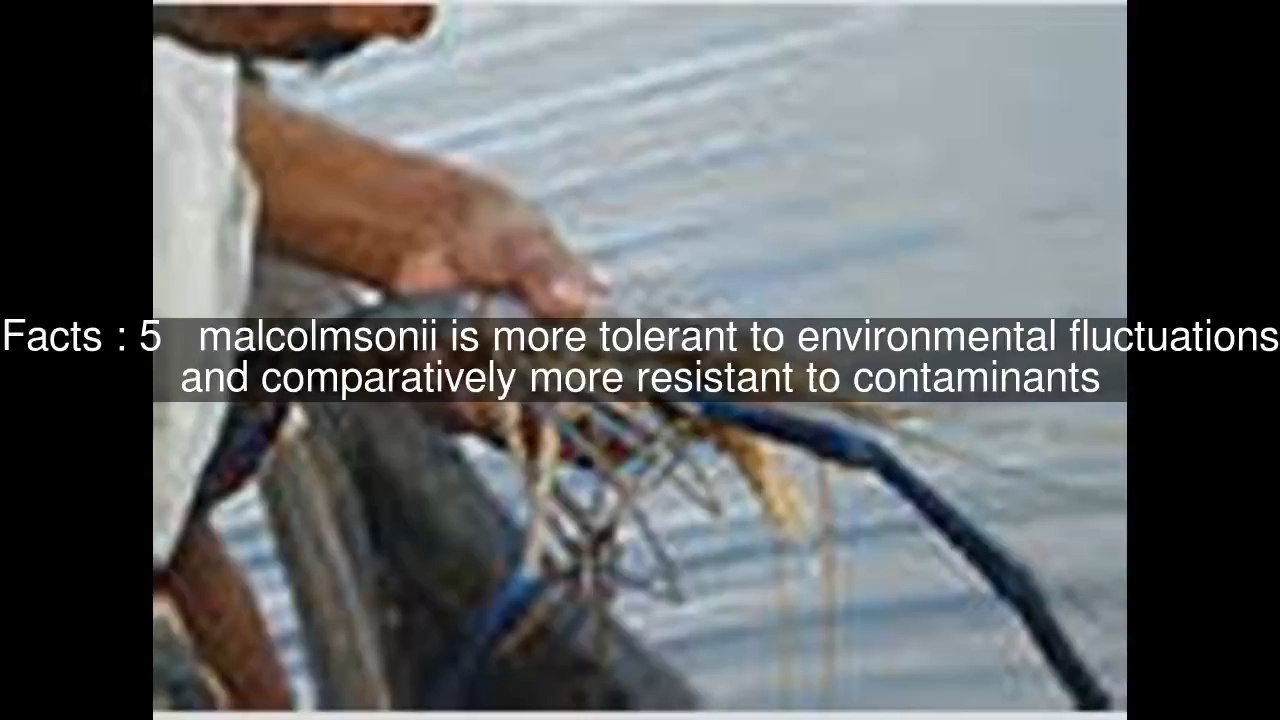 Facts : 5 malcolmsonii is more tolerant to environmental fluctuations
and comparatively more resistant to contaminants